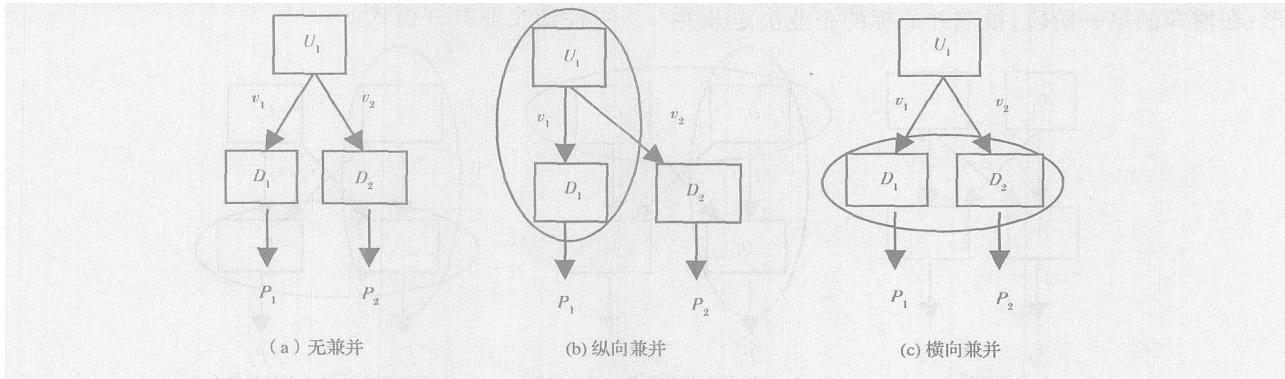 U₁ U₁ U₁
v₁ v₂ v₁ v₂ v₁ v₂
D₁ D₂ D₁ D₂ D₁ D₂
P₁ P₂ P₁ P₂ P₁ P₂
(a)无兼并 (b)纵向兼并 (c)横向兼并